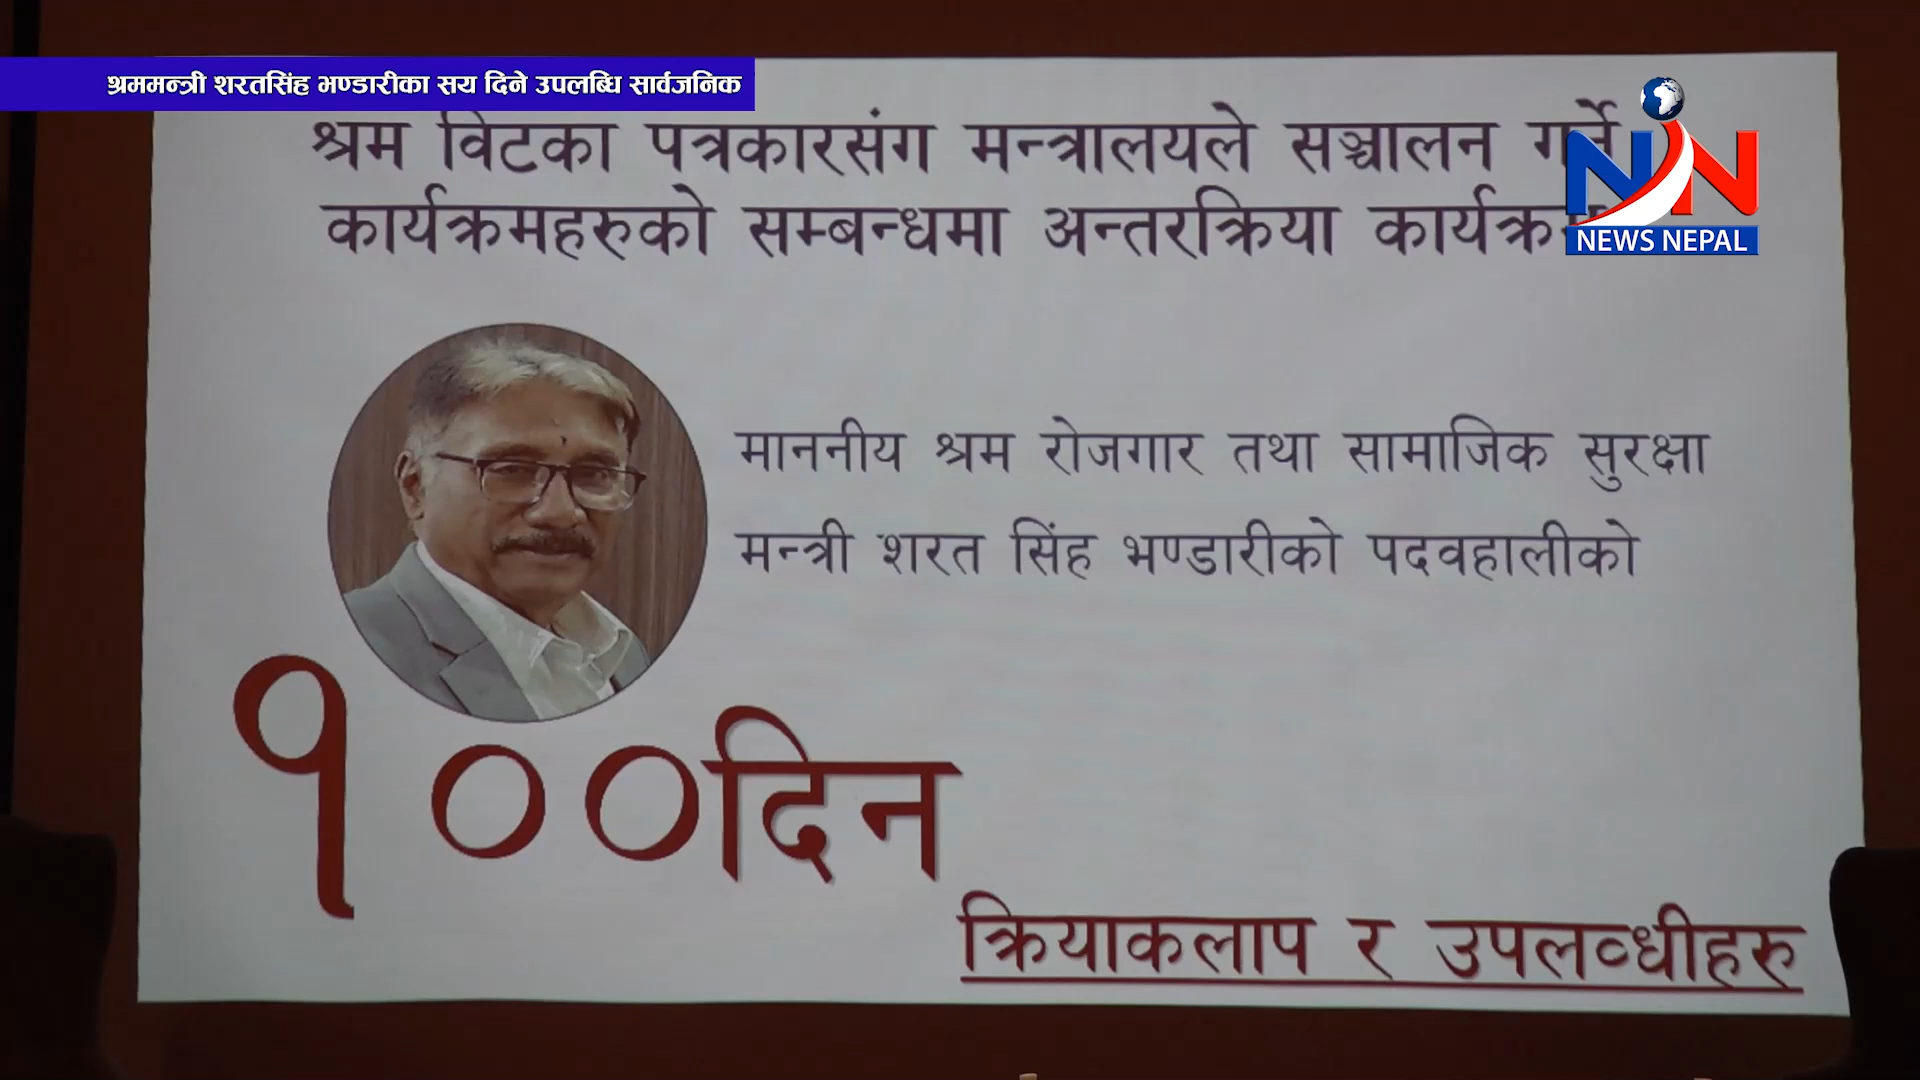 श्रममन्त्री शरतसिंह भण्डारीका सय दिने उपलब्धि सार्वजनिक
श्रम विटका पत्रकारसंग मन्त्रालयले सञ्चालन गर्ने
कार्यक्रमहरुको सम्बन्धमा अन्तरक्रिया
NEWS NEPAL
माननीय श्रम रोजगार तथा सामाजिक सुरक्षा
मन्त्री शरत सिंह भण्डारीको पदवहालीको
१००दिन
क्रियाकलाप र उपलव्धीहरु